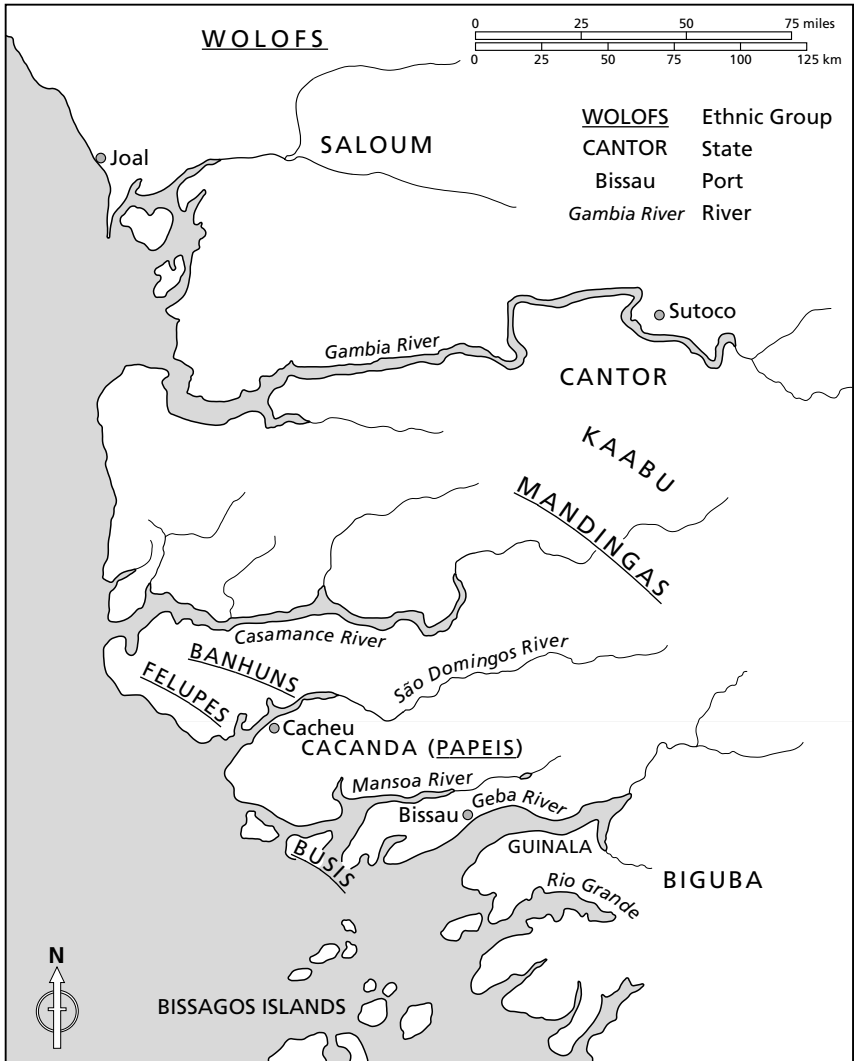 WOLOFS
0 25 50 75 miles
0 25 50 75 100 125 km
WOLOFS Ethnic Group
CANTOR State
Bissau Port
Gambia River River
Joal
SALOUM
Sutoco
Gambia River
CANTOR
KAABU
MANDINGAS
Casamance River
BANHUNS
FELUPES
São Domingos River
Cacheu
CACANDA (PAPEIS)
Mansoa River
Geba River
Bissau
GUINALA
BUSIS
BIGUBA
Rio Grande
N
BISSAGOS ISLANDS